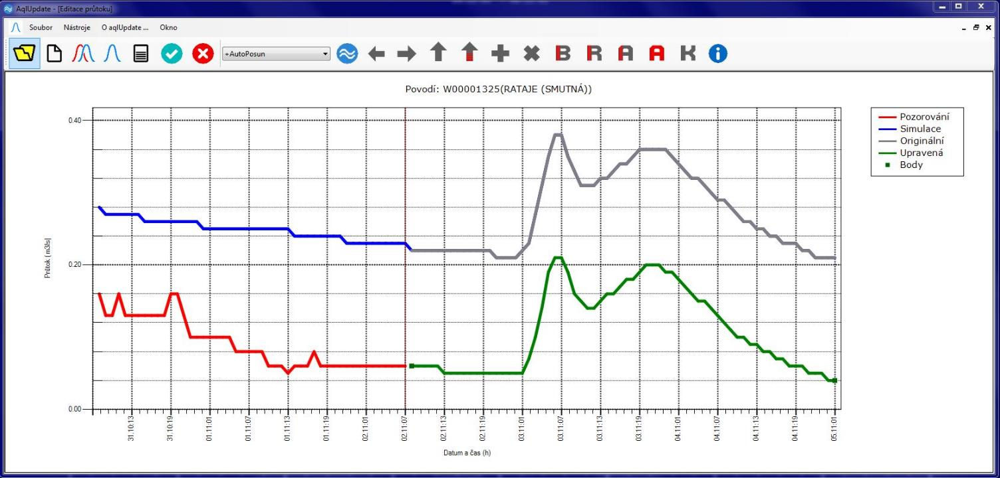 AqlUpdate - [Editace průtoku]
Soubor Nástroje O aqlUpdate ... Okno
+AutoPosun
B R A A K i
Povodí: W00001325(RATAJE (SMUTNÁ))
Pozorování
Simulace
Originální
Upravená
Body
0.40
0.20
0.00
Průtok [m3ls]
31.10:13
31.10:19
01.11:01
01.11:07
01.11:13
01.11:19
02.11:01
02.11:07
02.11:13
02.11:19
03.11:01
03.11:07
03.11:13
03.11:19
04.11:01
04.11:07
04.11:13
04.11:19
05.11:01
Datum a čas (h)